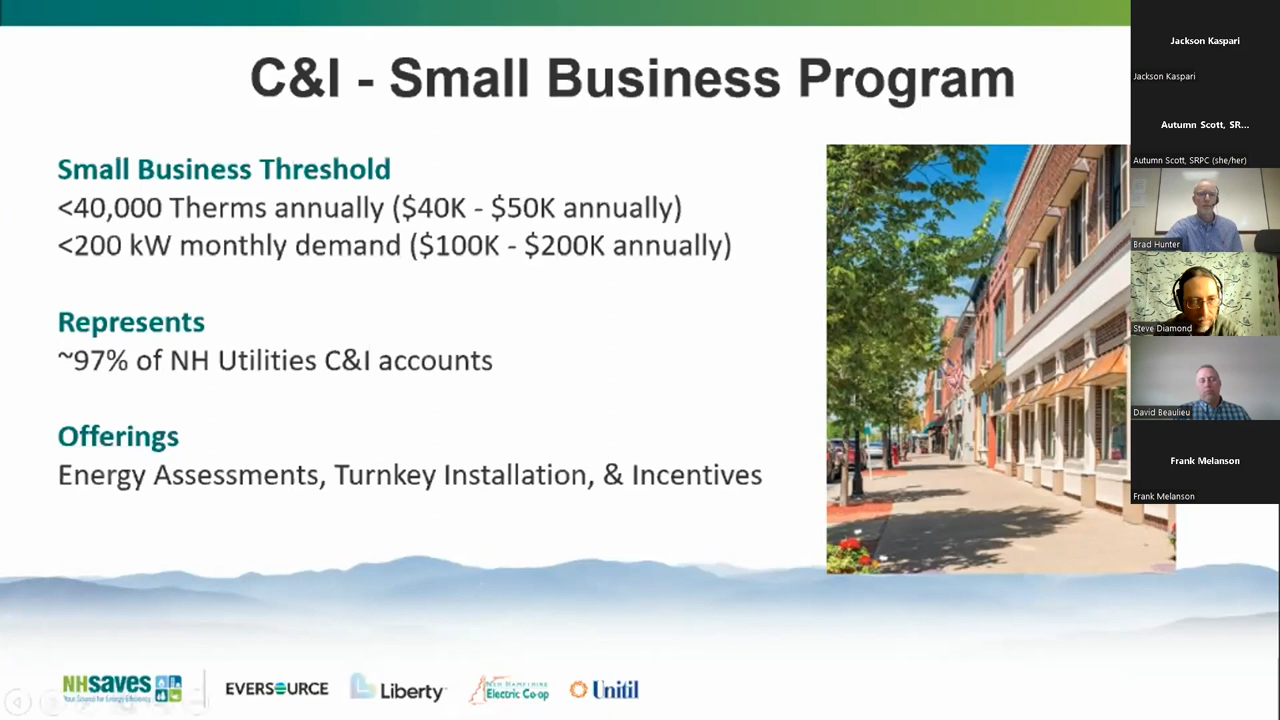 C&I - Small Business Program
Small Business Threshold
<40,000 Therms annually ($40K - $50K annually)
<200 kW monthly demand ($100K - $200K annually)
Represents
~97% of NH Utilities C&I accounts
Offerings
Energy Assessments, Turnkey Installation, & Incentives
NHsaves
Your Source for Energy Efficiency
EVERSOURCE
Liberty
New Hampshire
Electric Co-op
Unitil
Jackson Kaspari
Jackson Kaspari
Autumn Scott, SR...
Autumn Scott, SRPC (she/her)
Brad Hunter
Steve Diamond
David Beaulieu
Frank Melanson
Frank Melanson